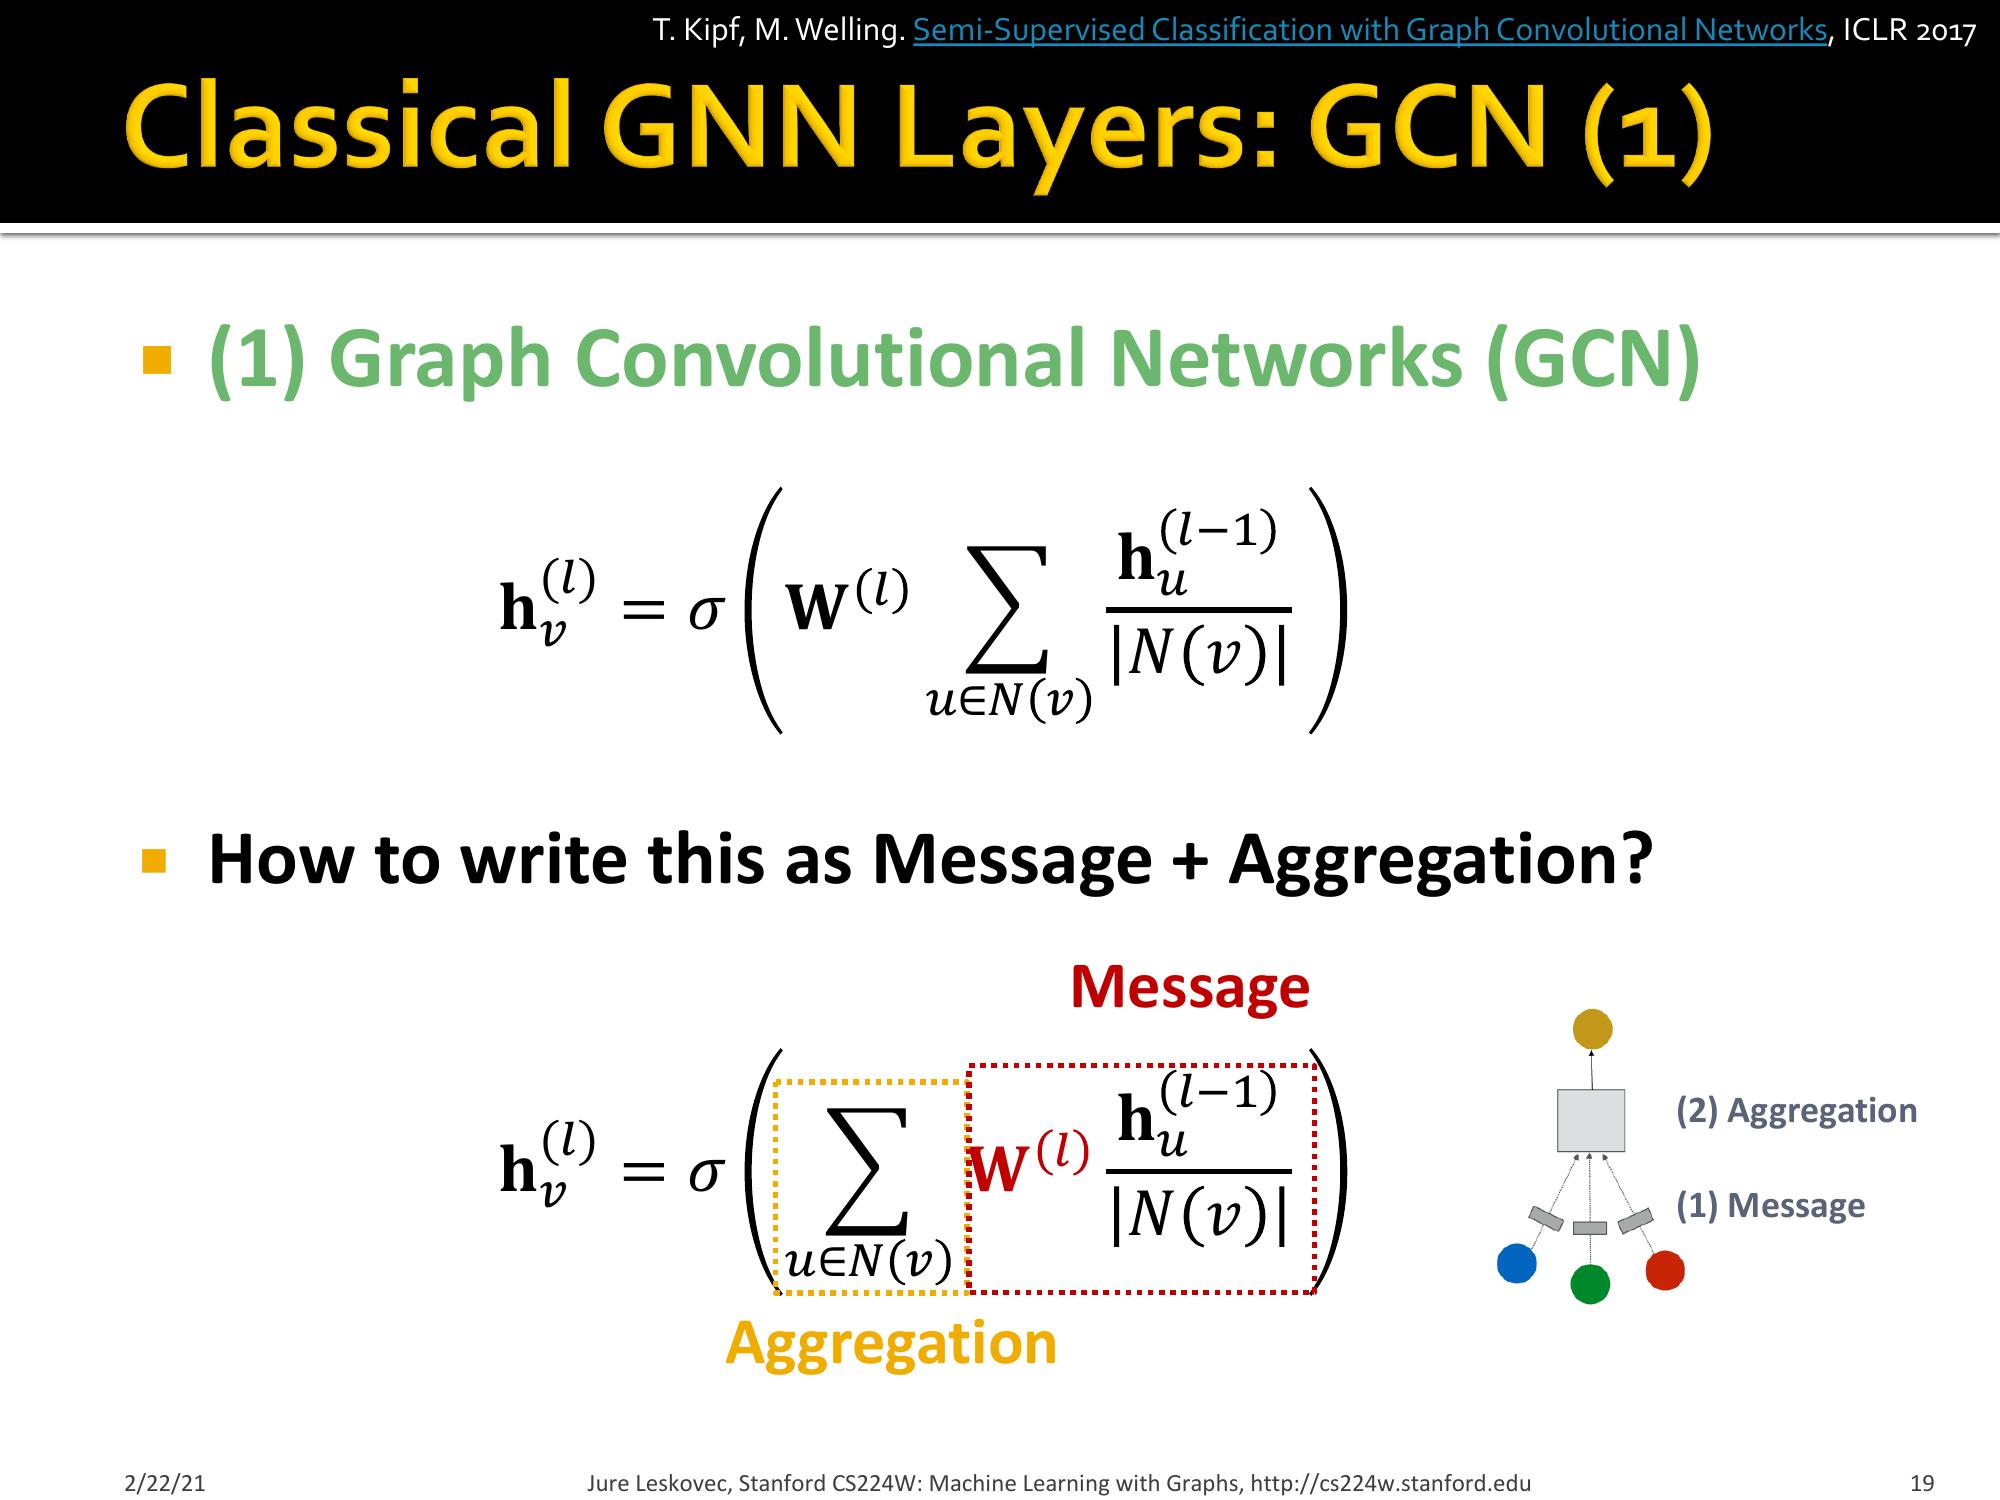 T. Kipf, M. Welling. Semi-Supervised Classification with Graph Convolutional Networks, ICLR 2017
Classical GNN Layers: GCN (1)
(1) Graph Convolutional Networks (GCN)
$\mathbf{h}_v^{(l)} = \sigma\left(\mathbf{W}^{(l)} \sum_{u \in N(v)} \frac{\mathbf{h}_u^{(l-1)}}{|N(v)|}\right)$
How to write this as Message + Aggregation?
Message
$\mathbf{h}_v^{(l)} = \sigma\left(\sum_{u \in N(v)} \mathbf{W}^{(l)} \frac{\mathbf{h}_u^{(l-1)}}{|N(v)|}\right)$
Aggregation
(2) Aggregation
(1) Message
2/22/21
Jure Leskovec, Stanford CS224W: Machine Learning with Graphs, http://cs224w.stanford.edu
19